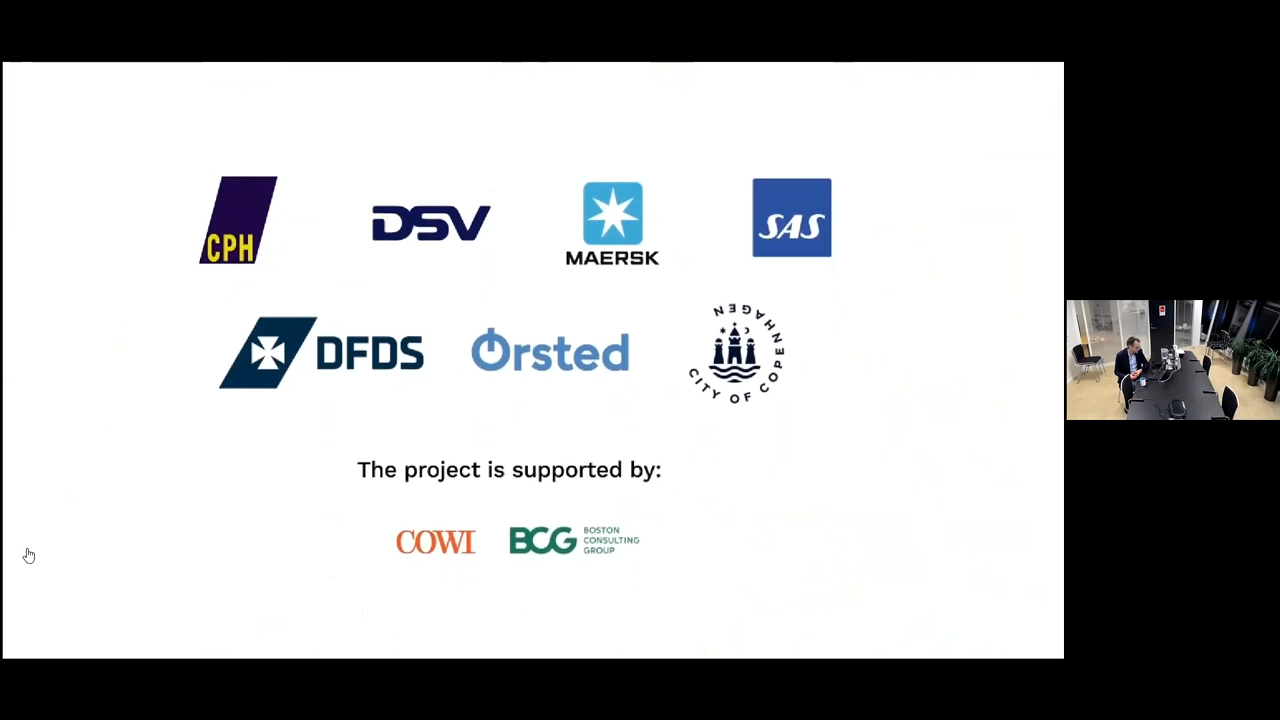 CPH
DSV
MAERSK
SAS
DFDS
Ørsted
CITY OF COPENHAGEN
The project is supported by:
COWI
BCG
BOSTON
CONSULTING
GROUP